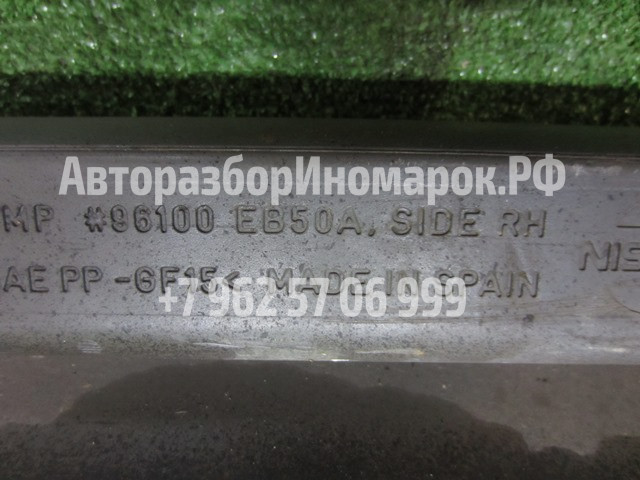 АвторазборИномарок.РФ
MP #96100 EB50A. SIDE RH
AE PP-GF15< MADE IN SPAIN
NIS
+7 962 57 06 999